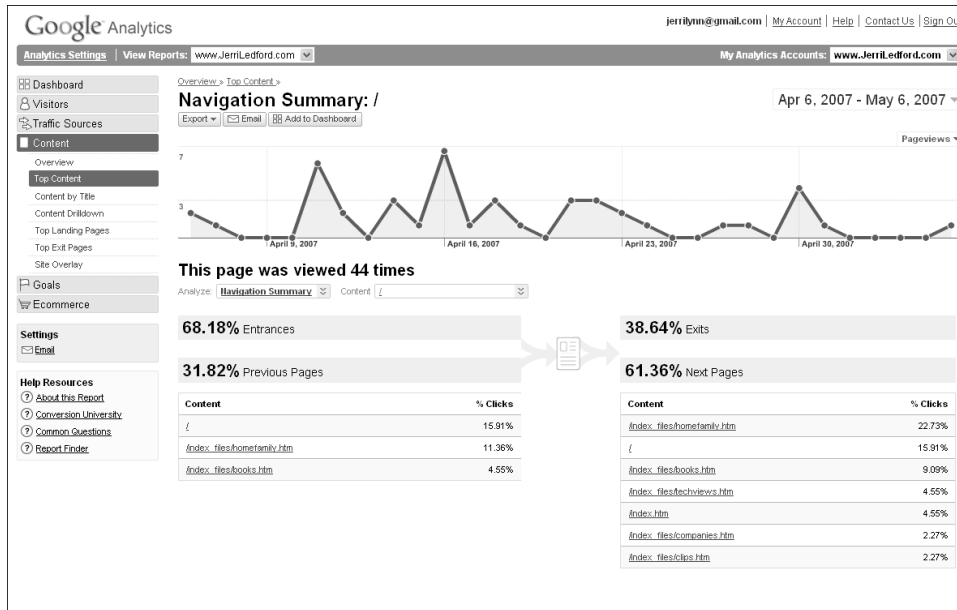 Google Analytics
jerrilynn@gmail.com | My Account | Help | Contact Us | Sign Ou
Analytics Settings | View Reports: www.JerriLedford.com
My Analytics Accounts: www.JerriLedford.com
Dashboard
Visitors
Traffic Sources
Content
Overview
Top Content
Content by Title
Content Drilldown
Top Landing Pages
Top Exit Pages
Site Overlay
Goals
Ecommerce
Settings
Email
Help Resources
About this Report
Conversion University
Common Questions
Report Finder
Overview » Top Content »
Navigation Summary: /
Apr 6, 2007 - May 6, 2007
Export Email Add to Dashboard
Pageviews
7
3
April 9, 2007 April 16, 2007 April 23, 2007 April 30, 2007
This page was viewed 44 times
Analyze: Navigation Summary Content /
68.18% Entrances
31.82% Previous Pages
Content % Clicks
/ 15.91%
/index_files/homefamily.htm 11.36%
/index_files/books.htm 4.55%
38.64% Exits
61.36% Next Pages
Content % Clicks
/index_files/homefamily.htm 22.73%
/ 15.91%
/index_files/books.htm 9.09%
/index_files/techviews.htm 4.55%
/index.htm 4.55%
/index_files/companies.htm 2.27%
/index_files/clips.htm 2.27%